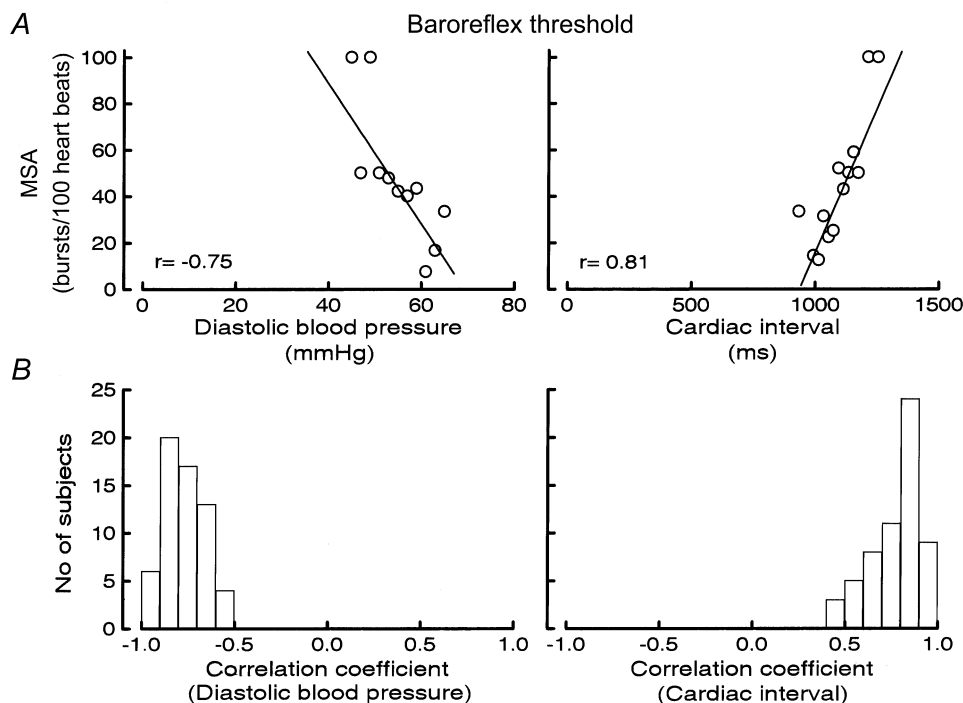 A
Baroreflex threshold
MSA
(bursts/100 heart beats)
100
80
60
40
20
0
r= -0.75
0 20 40 60 80
Diastolic blood pressure
(mmHg)
r= 0.81
0 500 1000 1500
Cardiac interval
(ms)
B
No of subjects
25
20
15
10
5
0
-1.0 -0.5 0.0 0.5 1.0
Correlation coefficient
(Diastolic blood pressure)
-1.0 -0.5 0.0 0.5 1.0
Correlation coefficient
(Cardiac interval)